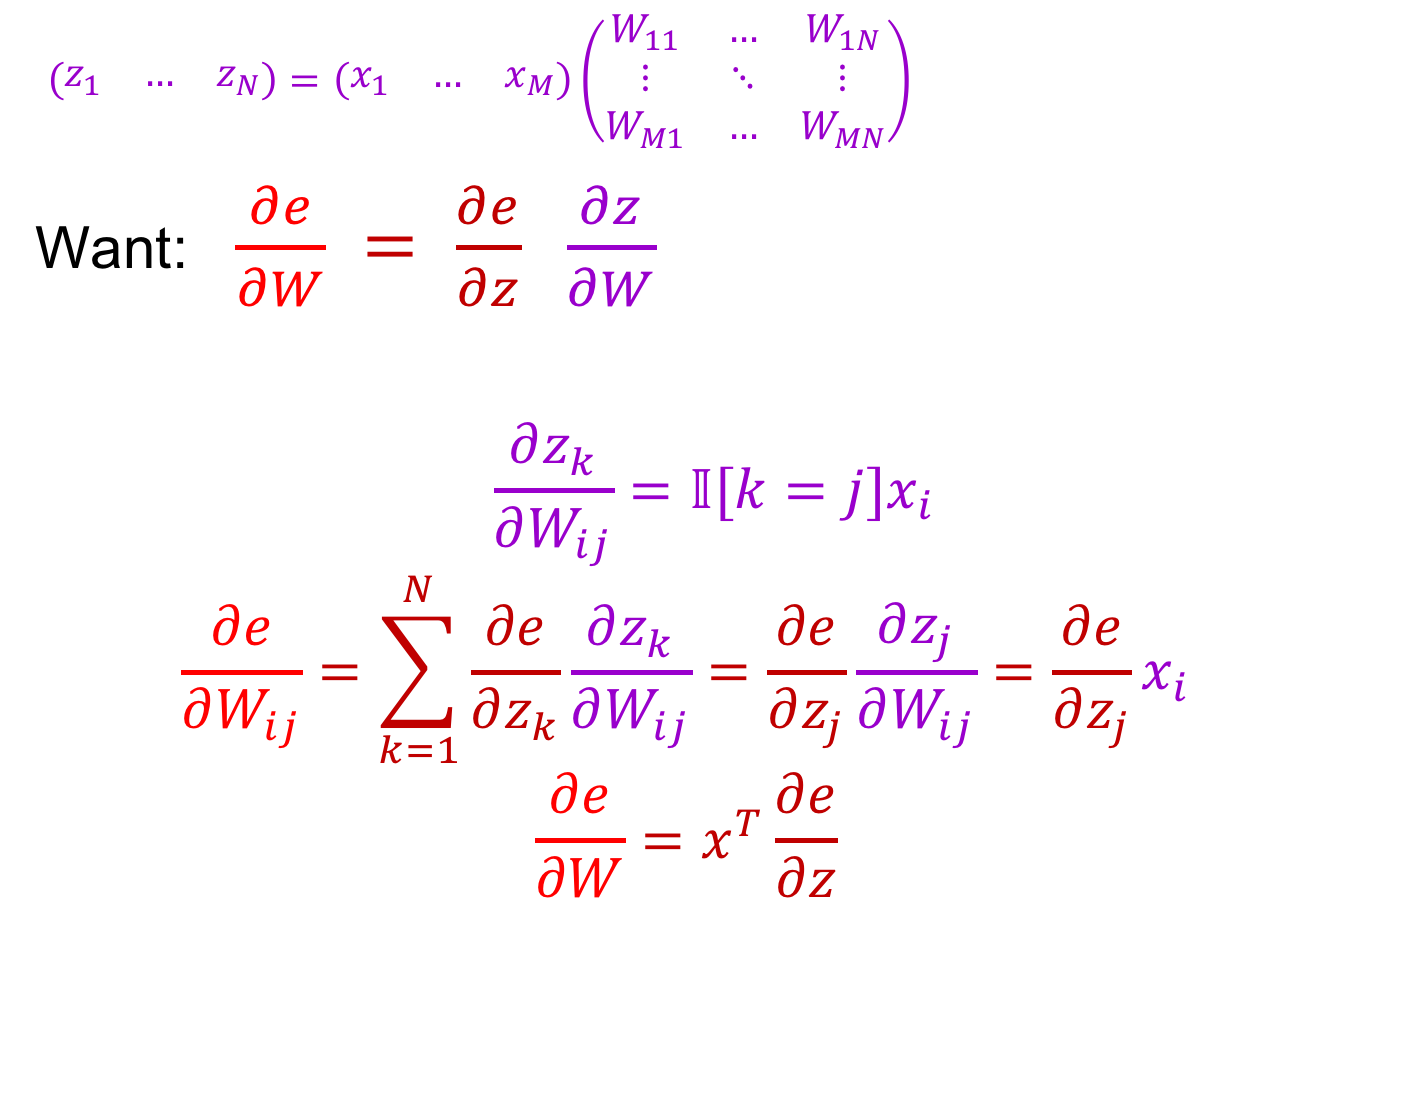 (z₁ … z_N) = (x₁ … x_M) (W₁₁ … W₁N ⋮ ⋱ ⋮ W_M1 … W_MN)
Want: ∂e/∂W = ∂e/∂z ∂z/∂W
∂z_k/∂W_ij = 𝕀[k = j]x_i
∂e/∂W_ij = ∑_{k=1}^{N} ∂e/∂z_k ∂z_k/∂W_ij = ∂e/∂z_j ∂z_j/∂W_ij = ∂e/∂z_j x_i
∂e/∂W = x^T ∂e/∂z